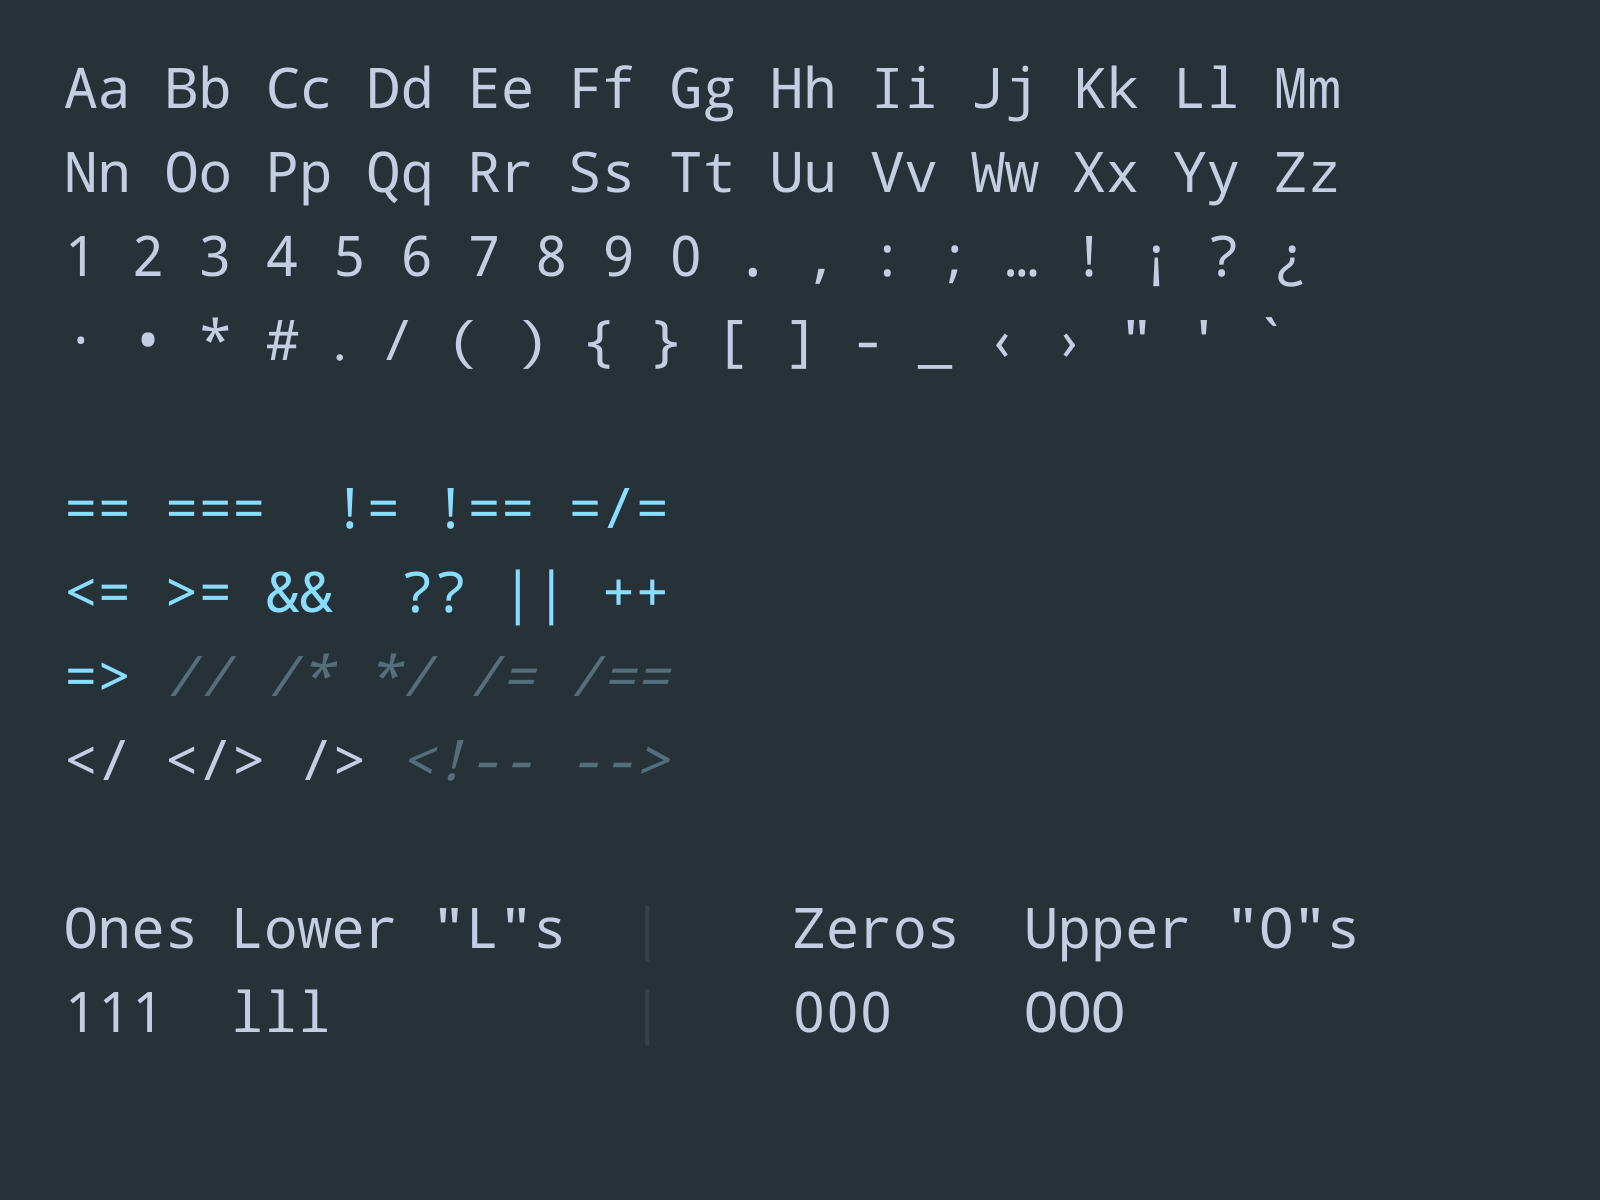 Aa Bb Cc Dd Ee Ff Gg Hh Ii Jj Kk Ll Mm
Nn Oo Pp Qq Rr Ss Tt Uu Vv Ww Xx Yy Zz
1 2 3 4 5 6 7 8 9 0 . , : ; … ! ¡ ? ¿
· • * # . / ( ) { } [ ] - _ ‹ › " ' `
== ===  != !== =/=
<= >= &&  ?? || ++
=> // /* */ /= /==
</ </> /> <!-- -->
Ones Lower "L"s  |    Zeros  Upper "O"s
111  lll         |    000    OOO